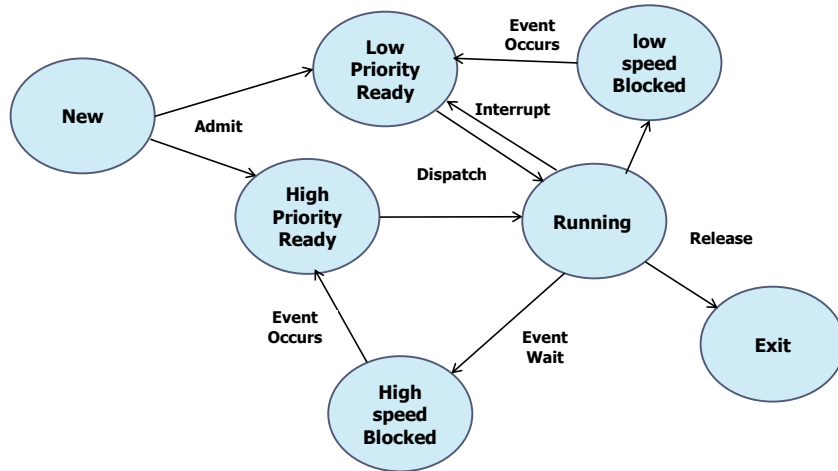 Event
Occurs
low
speed
Blocked
Low
Priority
Ready
New
Admit
Interrupt
Dispatch
High
Priority
Ready
Running
Release
Event
Occurs
Event
Wait
Exit
High
speed
Blocked